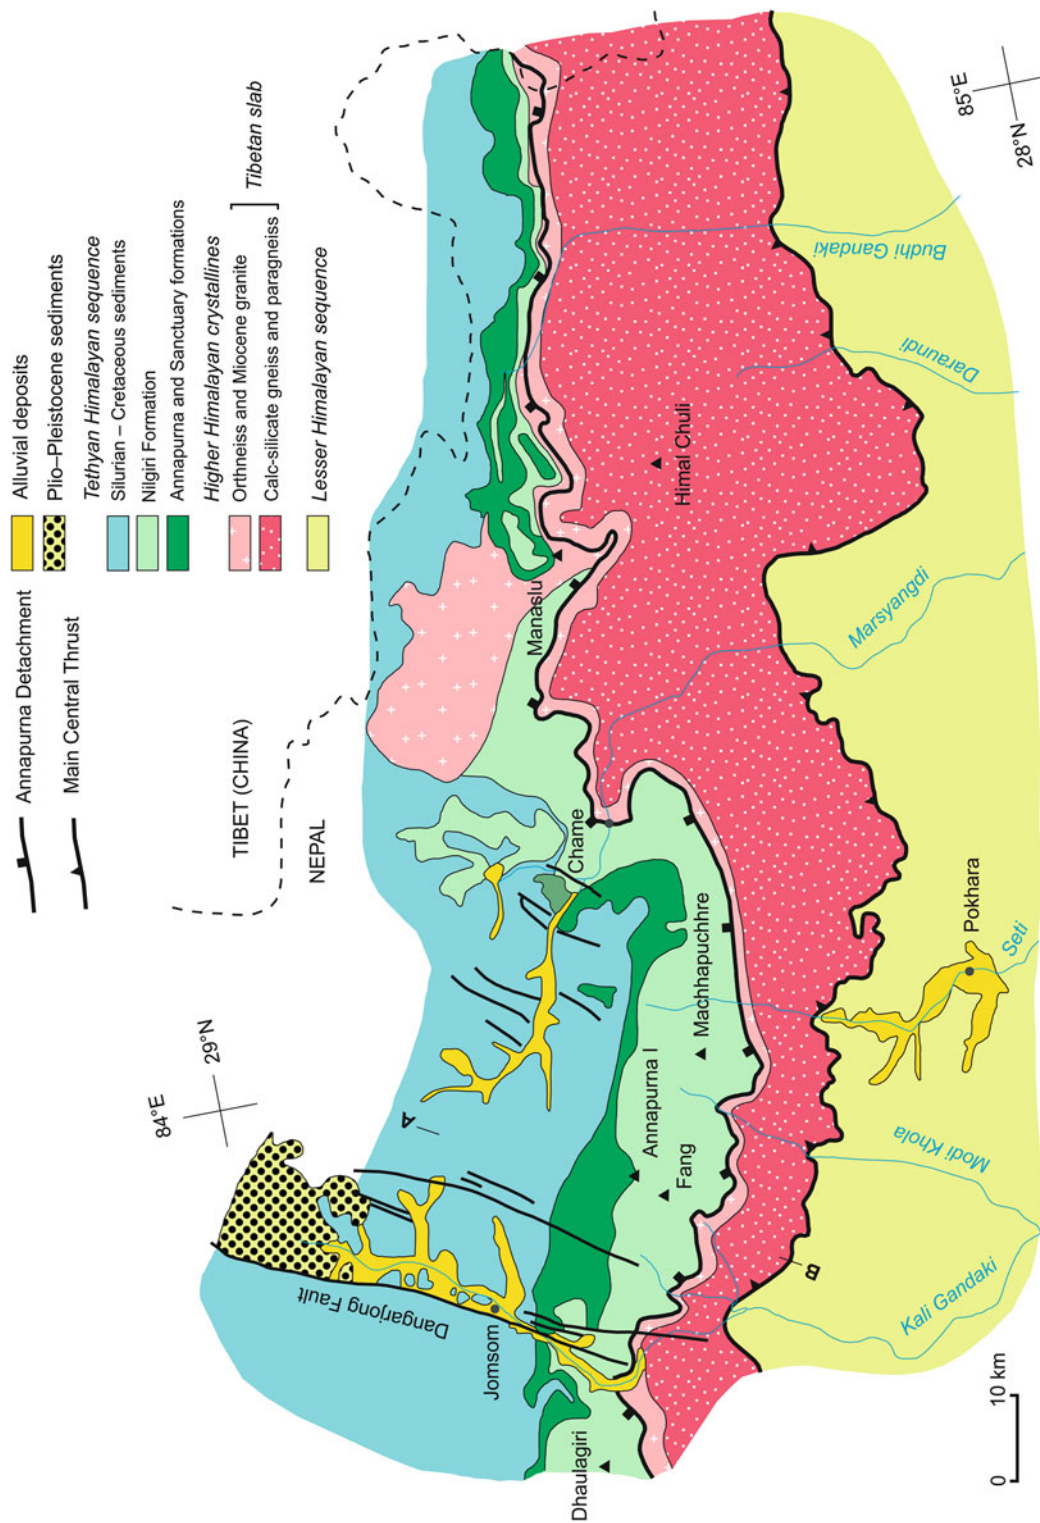 Annapurna Detachment
Main Central Thrust
Alluvial deposits
Plio–Pleistocene sediments
Tethyan Himalayan sequence
Silurian – Cretaceous sediments
Nilgiri Formation
Annapurna and Sanctuary formations
Higher Himalayan crystallines
Orthneiss and Miocene granite
Calc-silicate gneiss and paragneiss
Tibetan slab
Lesser Himalayan sequence
TIBET (CHINA)
NEPAL
84°E
29°N
A
Dangarjong Fault
Jomsom
Dhaulagiri
Annapurna I
Fang
Machhapuchhre
Chame
Manaslu
Himal Chuli
B
Kali Gandaki
Modi Khola
Pokhara
Seti
Marsyangdi
Daraundi
Budhi Gandaki
85°E
28°N
0 10 km